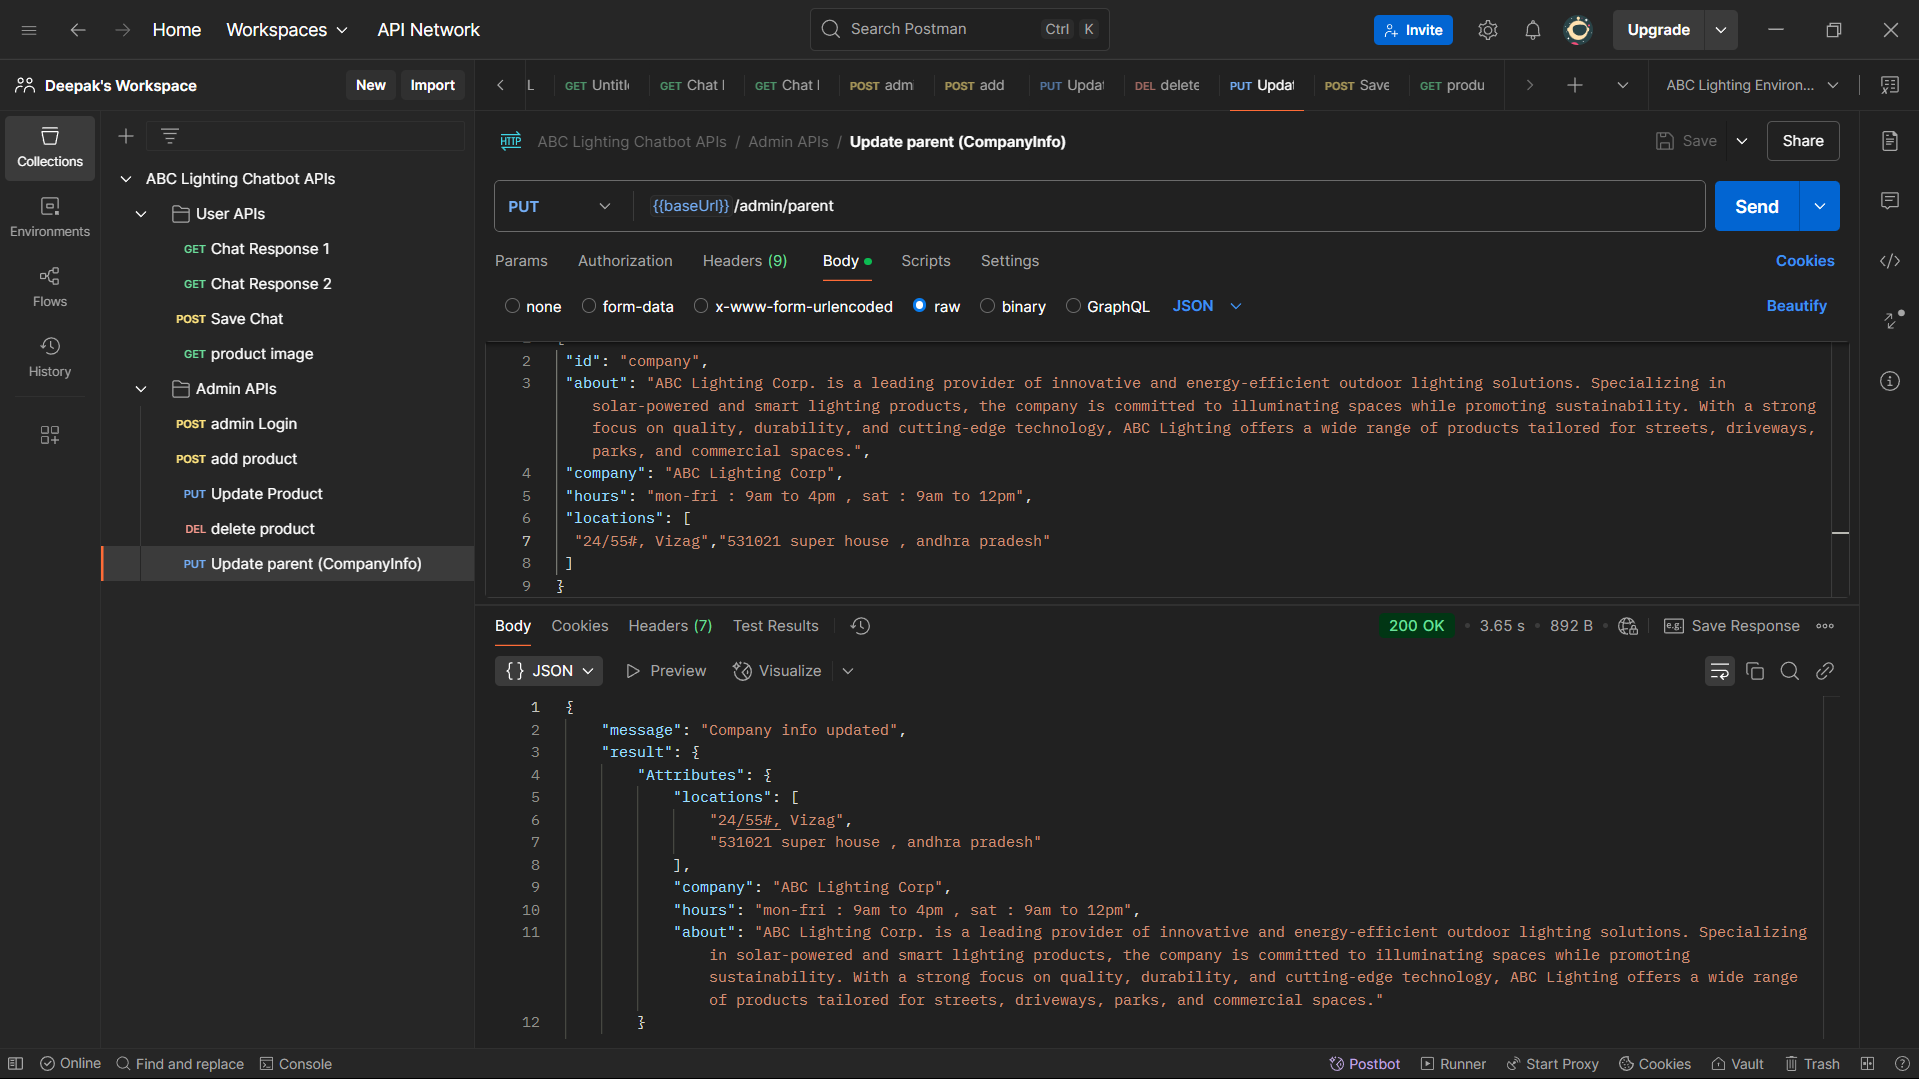 Home Workspaces API Network Search Postman Ctrl K Invite Upgrade
Deepak's Workspace New Import
L GET Untitle GET Chat GET Chat POST adm POST add PUT Updat DEL delete PUT Updat POST Save GET produ ABC Lighting Environ...
Collections
Environments
Flows
History
ABC Lighting Chatbot APIs
User APIs
GET Chat Response 1
GET Chat Response 2
POST Save Chat
GET product image
Admin APIs
POST admin Login
POST add product
PUT Update Product
DEL delete product
PUT Update parent (CompanyInfo)
HTTP ABC Lighting Chatbot APIs / Admin APIs / Update parent (CompanyInfo) Save Share
PUT {{baseUrl}}/admin/parent Send
Params Authorization Headers (9) Body Scripts Settings Cookies
none form-data x-www-form-urlencoded raw binary GraphQL JSON Beautify
2 "id": "company",
3 "about": "ABC Lighting Corp. is a leading provider of innovative and energy-efficient outdoor lighting solutions. Specializing in
solar-powered and smart lighting products, the company is committed to illuminating spaces while promoting sustainability. With a strong
focus on quality, durability, and cutting-edge technology, ABC Lighting offers a wide range of products tailored for streets, driveways,
parks, and commercial spaces.",
4 "company": "ABC Lighting Corp",
5 "hours": "mon-fri : 9am to 4pm , sat : 9am to 12pm",
6 "locations": [
7 "24/55#, Vizag","531021 super house , andhra pradesh"
8 ]
9 }
Body Cookies Headers (7) Test Results 200 OK 3.65 s 892 B e.g. Save Response
{} JSON Preview Visualize
1 {
2 "message": "Company info updated",
3 "result": {
4 "Attributes": {
5 "locations": [
6 "24/55#, Vizag",
7 "531021 super house , andhra pradesh"
8 ],
9 "company": "ABC Lighting Corp",
10 "hours": "mon-fri : 9am to 4pm , sat : 9am to 12pm",
11 "about": "ABC Lighting Corp. is a leading provider of innovative and energy-efficient outdoor lighting solutions. Specializing
in solar-powered and smart lighting products, the company is committed to illuminating spaces while promoting
sustainability. With a strong focus on quality, durability, and cutting-edge technology, ABC Lighting offers a wide range
of products tailored for streets, driveways, parks, and commercial spaces."
12 }
Online Find and replace Console Postbot Runner Start Proxy Cookies Vault Trash